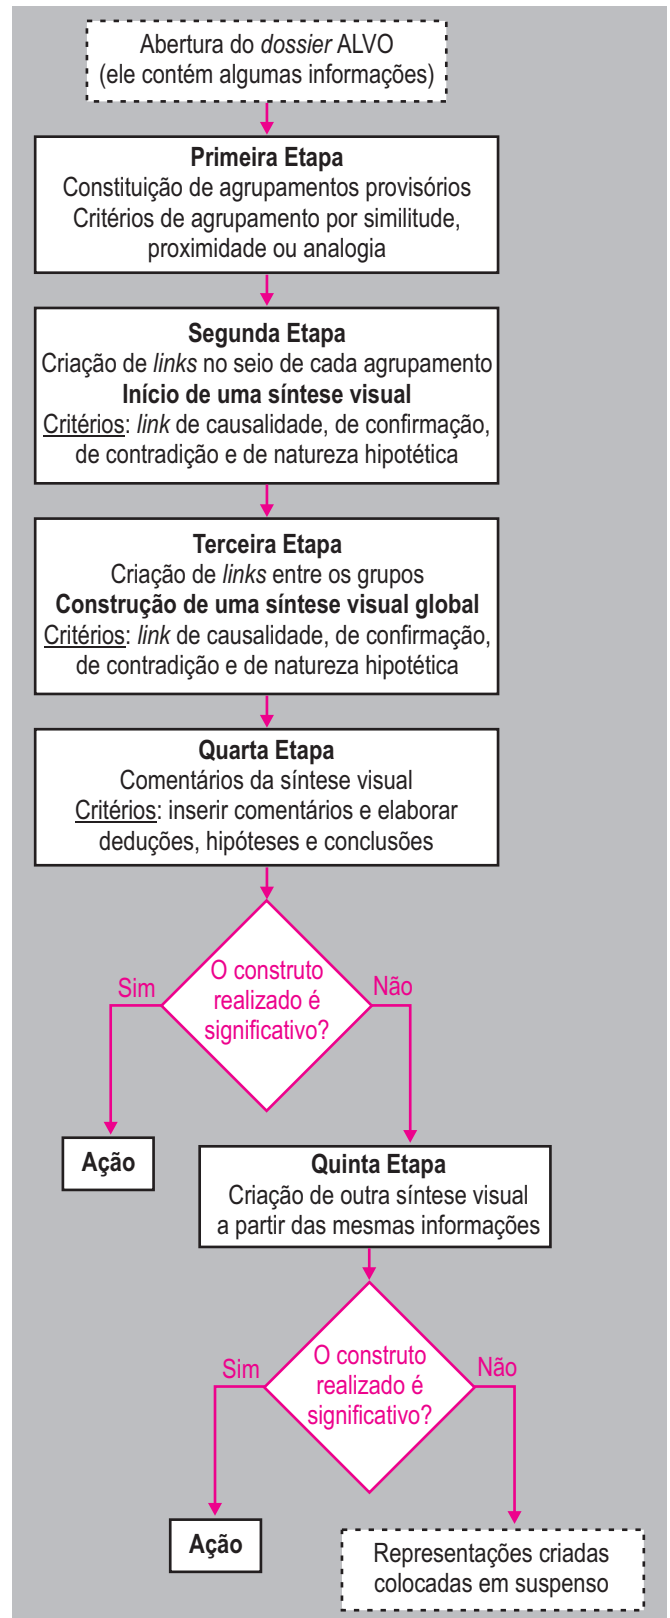 Abertura do dossier ALVO
(ele contém algumas informações)
Primeira Etapa
Constituição de agrupamentos provisórios
Critérios de agrupamento por similitude,
proximidade ou analogia
Segunda Etapa
Criação de links no seio de cada agrupamento
Início de uma síntese visual
Critérios: link de causalidade, de confirmação,
de contradição e de natureza hipotética
Terceira Etapa
Criação de links entre os grupos
Construção de uma síntese visual global
Critérios: link de causalidade, de confirmação,
de contradição e de natureza hipotética
Quarta Etapa
Comentários da síntese visual
Critérios: inserir comentários e elaborar
deduções, hipóteses e conclusões
O construto
realizado é
significativo?
Sim
Não
Ação
Quinta Etapa
Criação de outra síntese visual
a partir das mesmas informações
O construto
realizado é
significativo?
Sim
Não
Ação
Representações criadas
colocadas em suspenso